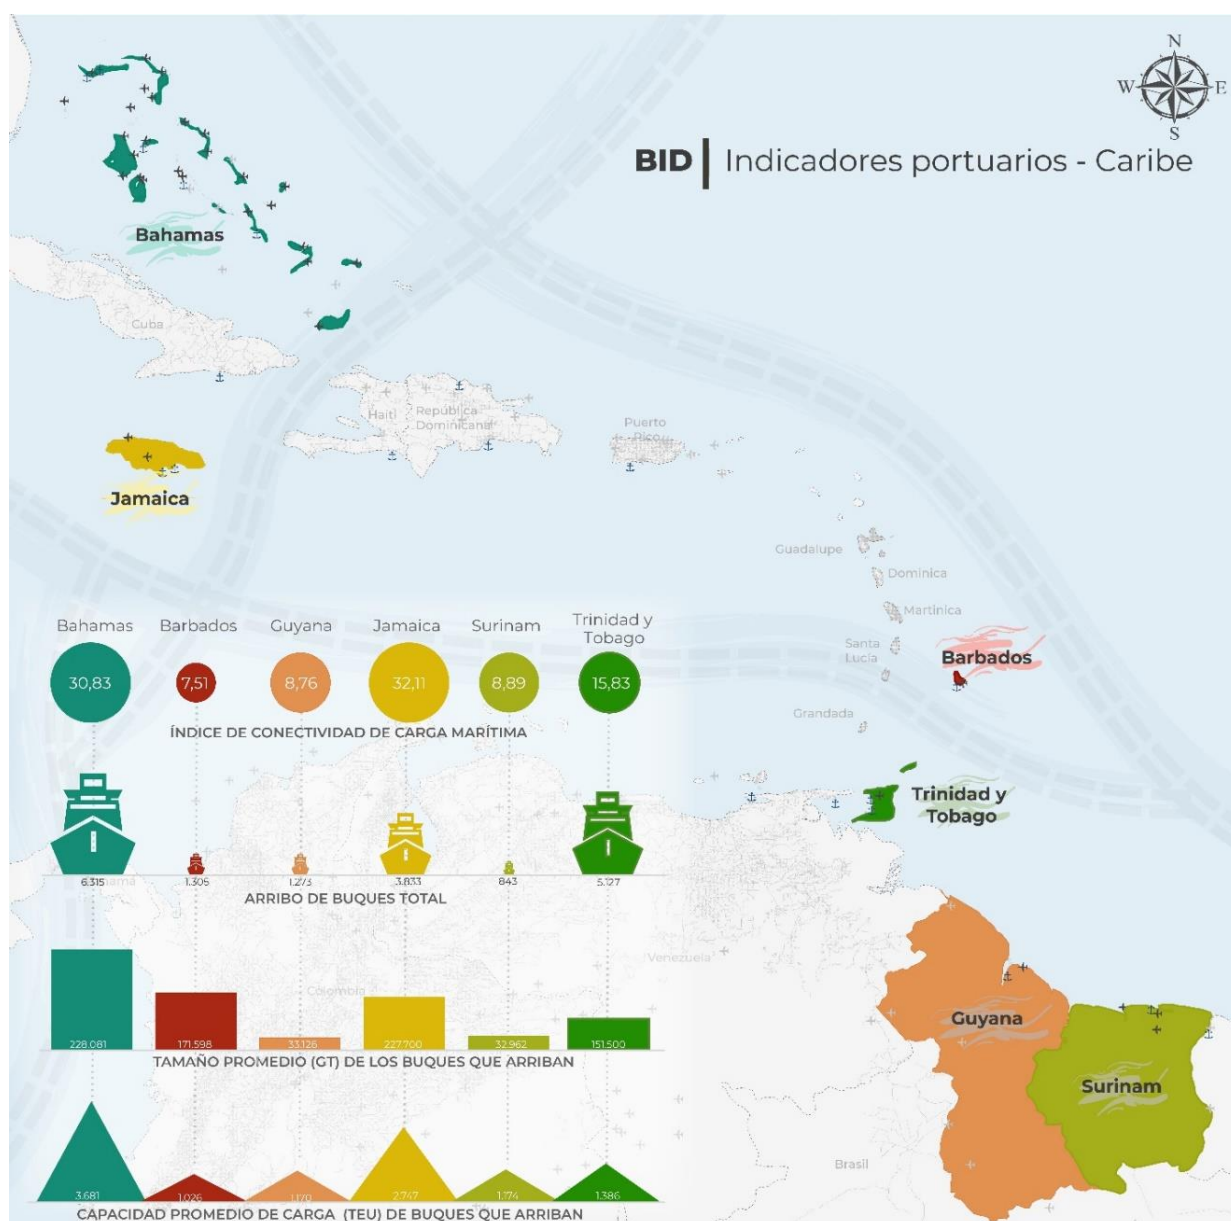 N
W E
S
BID | Indicadores portuarios - Caribe
Bahamas
Cuba
Haití
República
Dominicana
Puerto
Rico
Jamaica
Guadalupe
Dominica
Martinica
Santa
Lucía
Barbados
Grandada
Trinidad y
Tobago
Venezuela
Colombia
Guyana
Surinam
Brasil
Bahamas Barbados Guyana Jamaica Surinam Trinidad y
Tobago
30,83 7,51 8,76 32,11 8,89 15,83
ÍNDICE DE CONECTIVIDAD DE CARGA MARÍTIMA
6.315 1.305 1.273 3.833 843 5.127
ARRIBO DE BUQUES TOTAL
228.081 171.598 33.126 227.700 32.962 151.500
TAMAÑO PROMEDIO (GT) DE LOS BUQUES QUE ARRIBAN
3.681 1.026 1.170 2.747 1.174 1.386
CAPACIDAD PROMEDIO DE CARGA (TEU) DE BUQUES QUE ARRIBAN